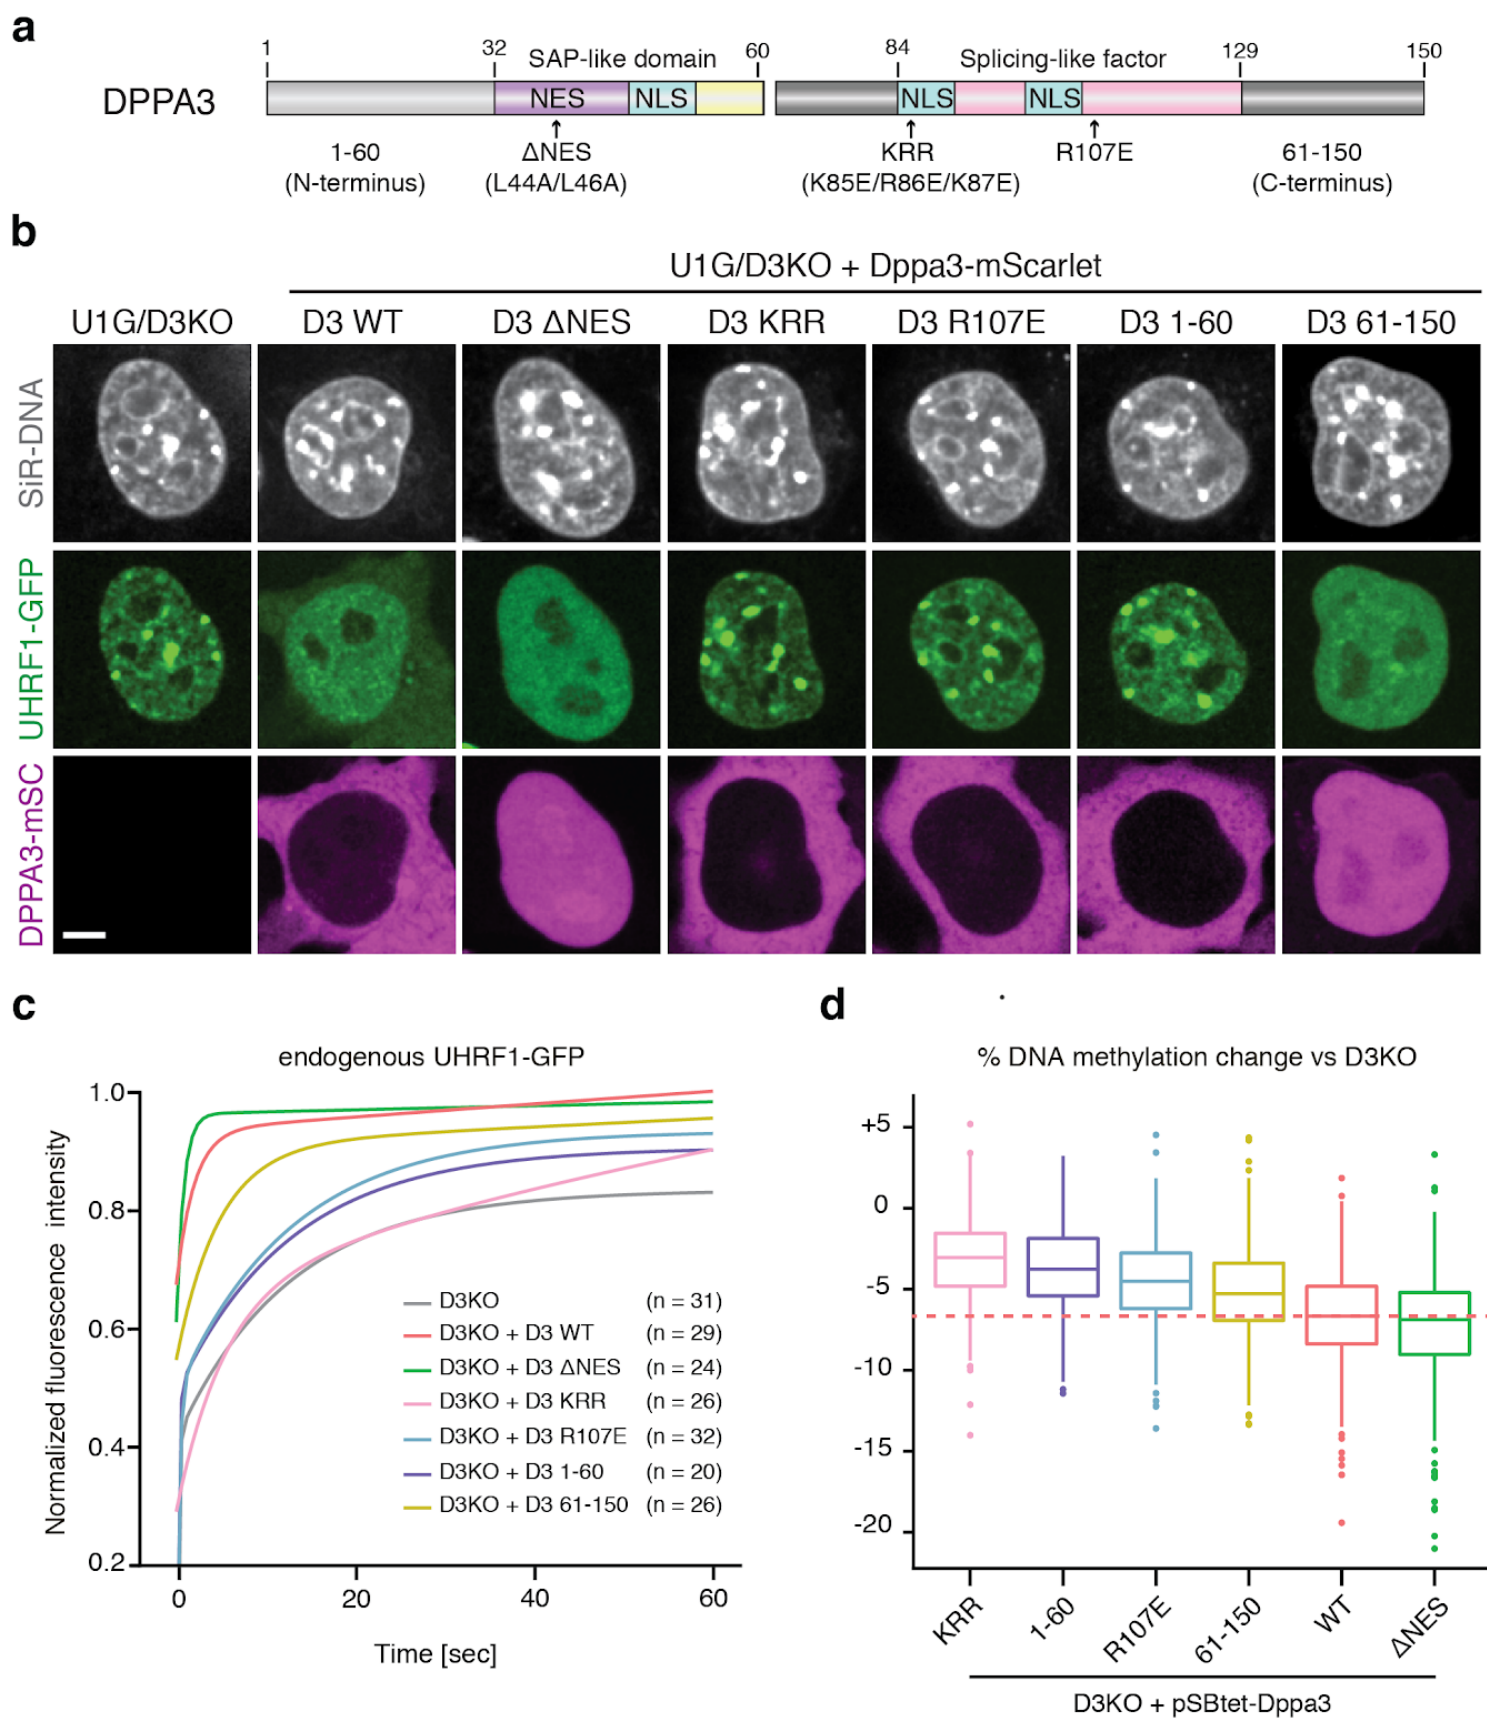 a
1
32
SAP-like domain
60
84
Splicing-like factor
129
150
DPPA3
NES
NLS
NLS
NLS
1-60
(N-terminus)
ΔNES
(L44A/L46A)
KRR
(K85E/R86E/K87E)
R107E
61-150
(C-terminus)
b
U1G/D3KO + Dppa3-mScarlet
U1G/D3KO
D3 WT
D3 ΔNES
D3 KRR
D3 R107E
D3 1-60
D3 61-150
SiR-DNA
UHRF1-GFP
DPPA3-mSC
c
endogenous UHRF1-GFP
Normalized fluorescence intensity
1.0
0.8
0.6
0.4
0.2
D3KO (n = 31)
D3KO + D3 WT (n = 29)
D3KO + D3 ΔNES (n = 24)
D3KO + D3 KRR (n = 26)
D3KO + D3 R107E (n = 32)
D3KO + D3 1-60 (n = 20)
D3KO + D3 61-150 (n = 26)
0
20
40
60
Time [sec]
d
% DNA methylation change vs D3KO
+5
0
-5
-10
-15
-20
KRR
1-60
R107E
61-150
WT
ΔNES
D3KO + pSBtet-Dppa3